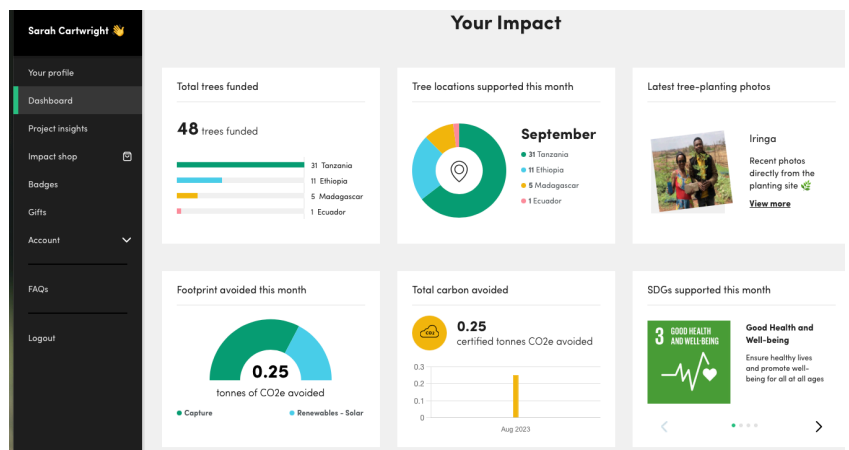 Sarah Cartwright 👋
Your profile
Dashboard
Project insights
Impact shop
Badges
Gifts
Account
FAQs
Logout
Your Impact
Total trees funded
48 trees funded
31 Tanzania
11 Ethiopia
5 Madagascar
1 Ecuador
Tree locations supported this month
September
31 Tanzania
11 Ethiopia
5 Madagascar
1 Ecuador
Latest tree-planting photos
Iringa
Recent photos
directly from the
planting site 🌿
View more
Footprint avoided this month
0.25
tonnes of CO2e avoided
Capture
Renewables - Solar
Total carbon avoided
CO2
0.25
certified tonnes CO2e avoided
0.3
0.2
0.1
0
Aug 2023
SDGs supported this month
3 GOOD HEALTH
AND WELL-BEING
Good Health and
Well-being
Ensure healthy lives
and promote well-
being for all at all ages